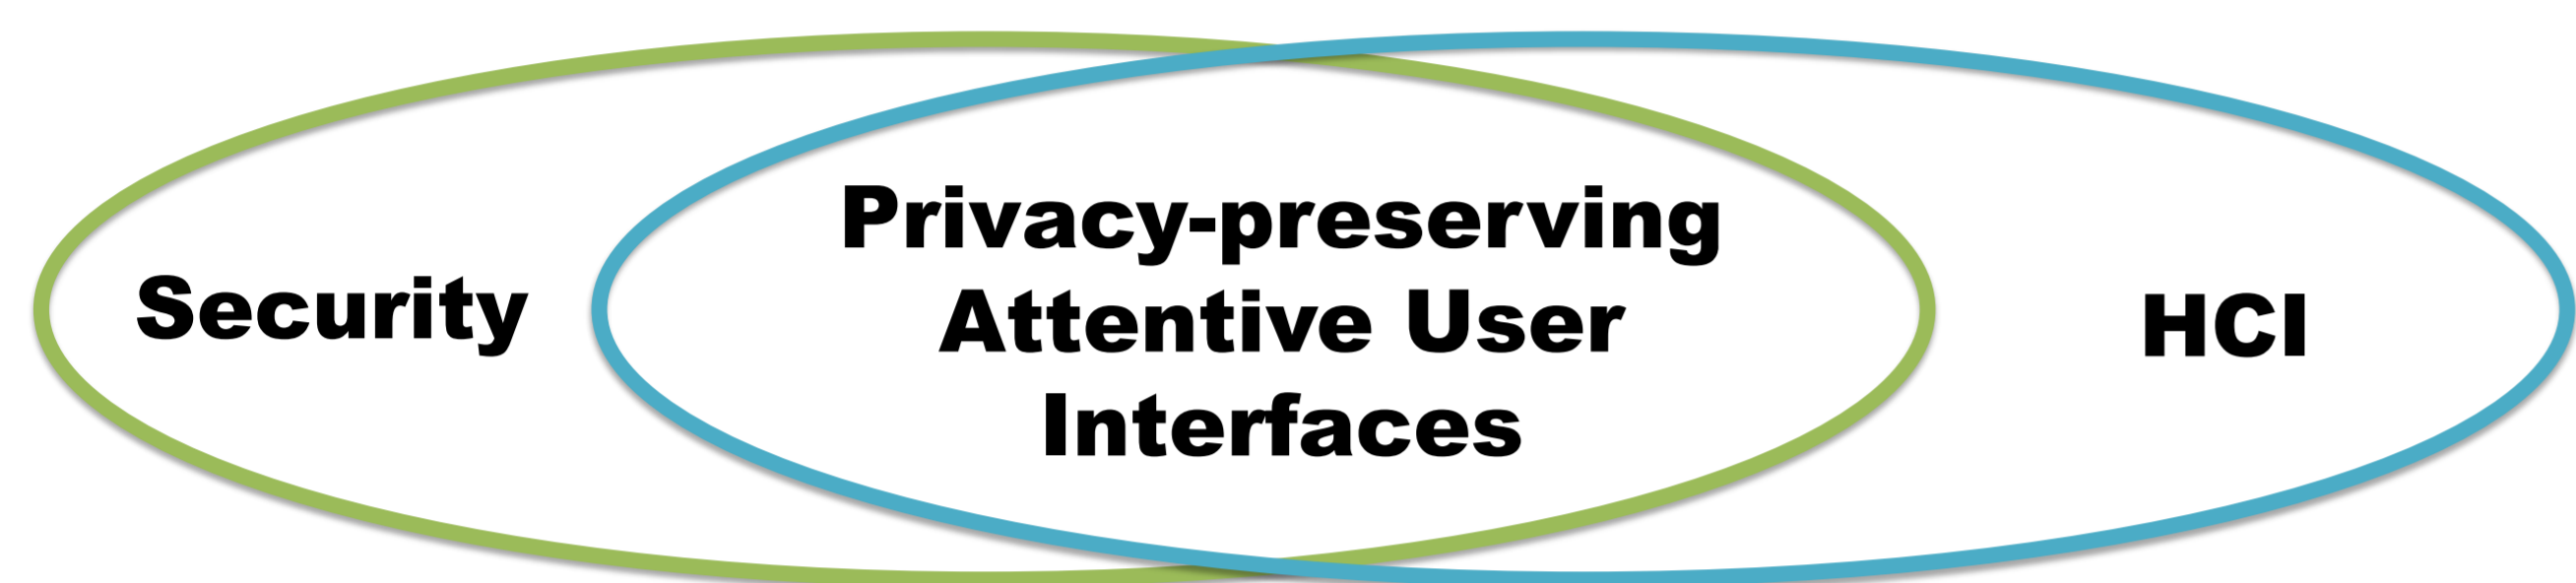 Security
Privacy-preserving
Attentive User
Interfaces
HCI